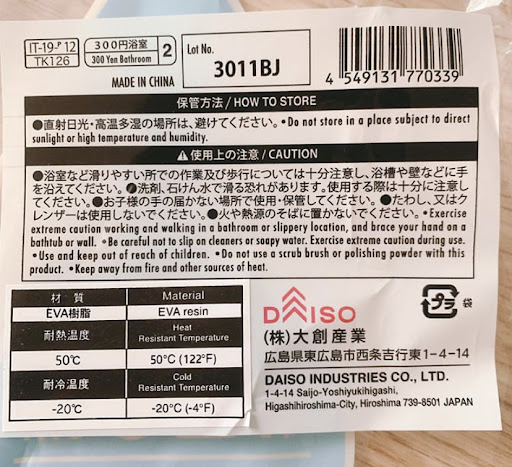 IT-19-P 12
TK126
300円浴室
300 Yen Bathroom
2
Lot No.
3011BJ
MADE IN CHINA
4 549131 770339
保管方法 / HOW TO STORE
●直射日光・高温多湿の場所は、避けてください。 •Do not store in a place subject to direct
sunlight or high temperature and humidity.
▲使用上の注意 / CAUTION
●浴室など滑りやすい所での作業及び歩行については十分注意し、浴槽や壁などに手
を添えてください。●洗剤、石けん水で滑る恐れがあります。使用する際は十分に注意し
てください。●お子様の手の届かない場所で使用・保管してください。●たわし、又はク
レンザーは使用しないでください。●火や熱源のそばに置かないでください。 •Exercise
extreme caution working and walking in a bathroom or slippery location, and brace your hand on a
bathtub or wall. •Be careful not to slip on cleaners or soapy water. Exercise extreme caution during use.
•Use and keep out of reach of children. •Do not use a scrub brush or polishing powder with this
product. •Keep away from fire and other sources of heat.
材質 Material
EVA樹脂 EVA resin
耐熱温度 Heat Resistant Temperature
50℃ 50°C (122°F)
耐冷温度 Cold Resistant Temperature
-20℃ -20°C (-4°F)
DAISO
プラ 袋
(株)大創産業
広島県東広島市西条吉行東1-4-14
DAISO INDUSTRIES CO., LTD.
1-4-14 Saijo-Yoshiyukihigashi,
Higashihiroshima-City, Hiroshima 739-8501 JAPAN